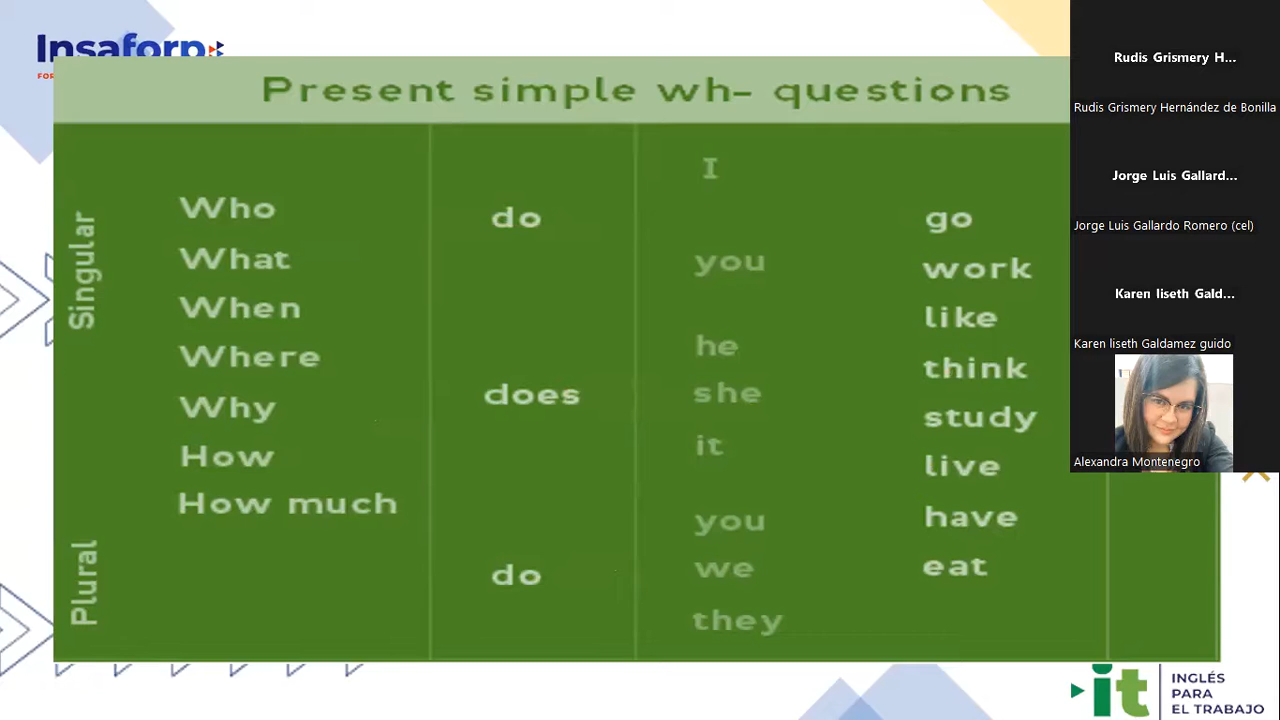 Insaforp
Present simple wh- questions
Singular
Plural
Who
What
When
Where
Why
How
How much
do
does
do
I
you
he
she
it
you
we
they
go
work
like
think
study
live
have
eat
Rudis Grismery H...
Rudis Grismery Hernández de Bonilla
Jorge Luis Gallard...
Jorge Luis Gallardo Romero (cel)
Karen liseth Gald...
Karen liseth Galdamez guido
Alexandra Montenegro
it
INGLÉS
PARA
EL TRABAJO